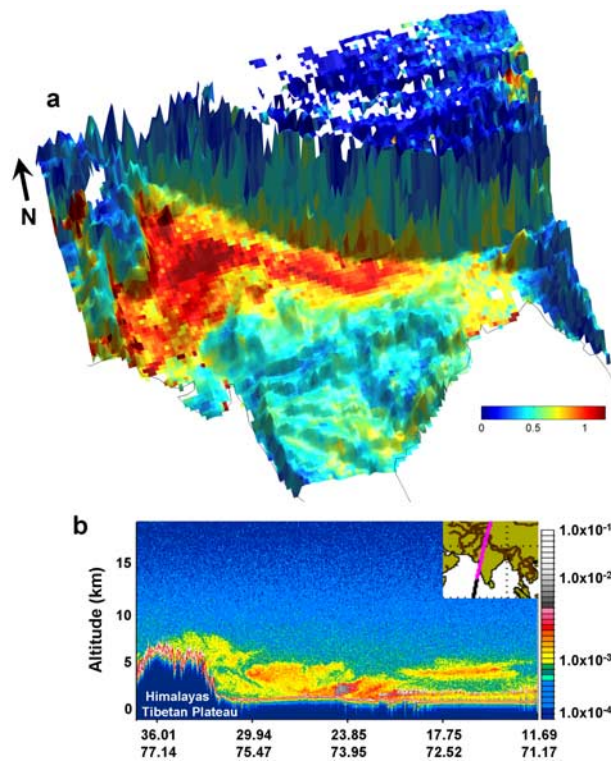 a
N
0 0.5 1
b
Altitude (km)
15
10
5
0
Himalayas
Tibetan Plateau
1.0x10-1
1.0x10-2
1.0x10-3
1.0x10-4
36.01 29.94 23.85 17.75 11.69
77.14 75.47 73.95 72.52 71.17